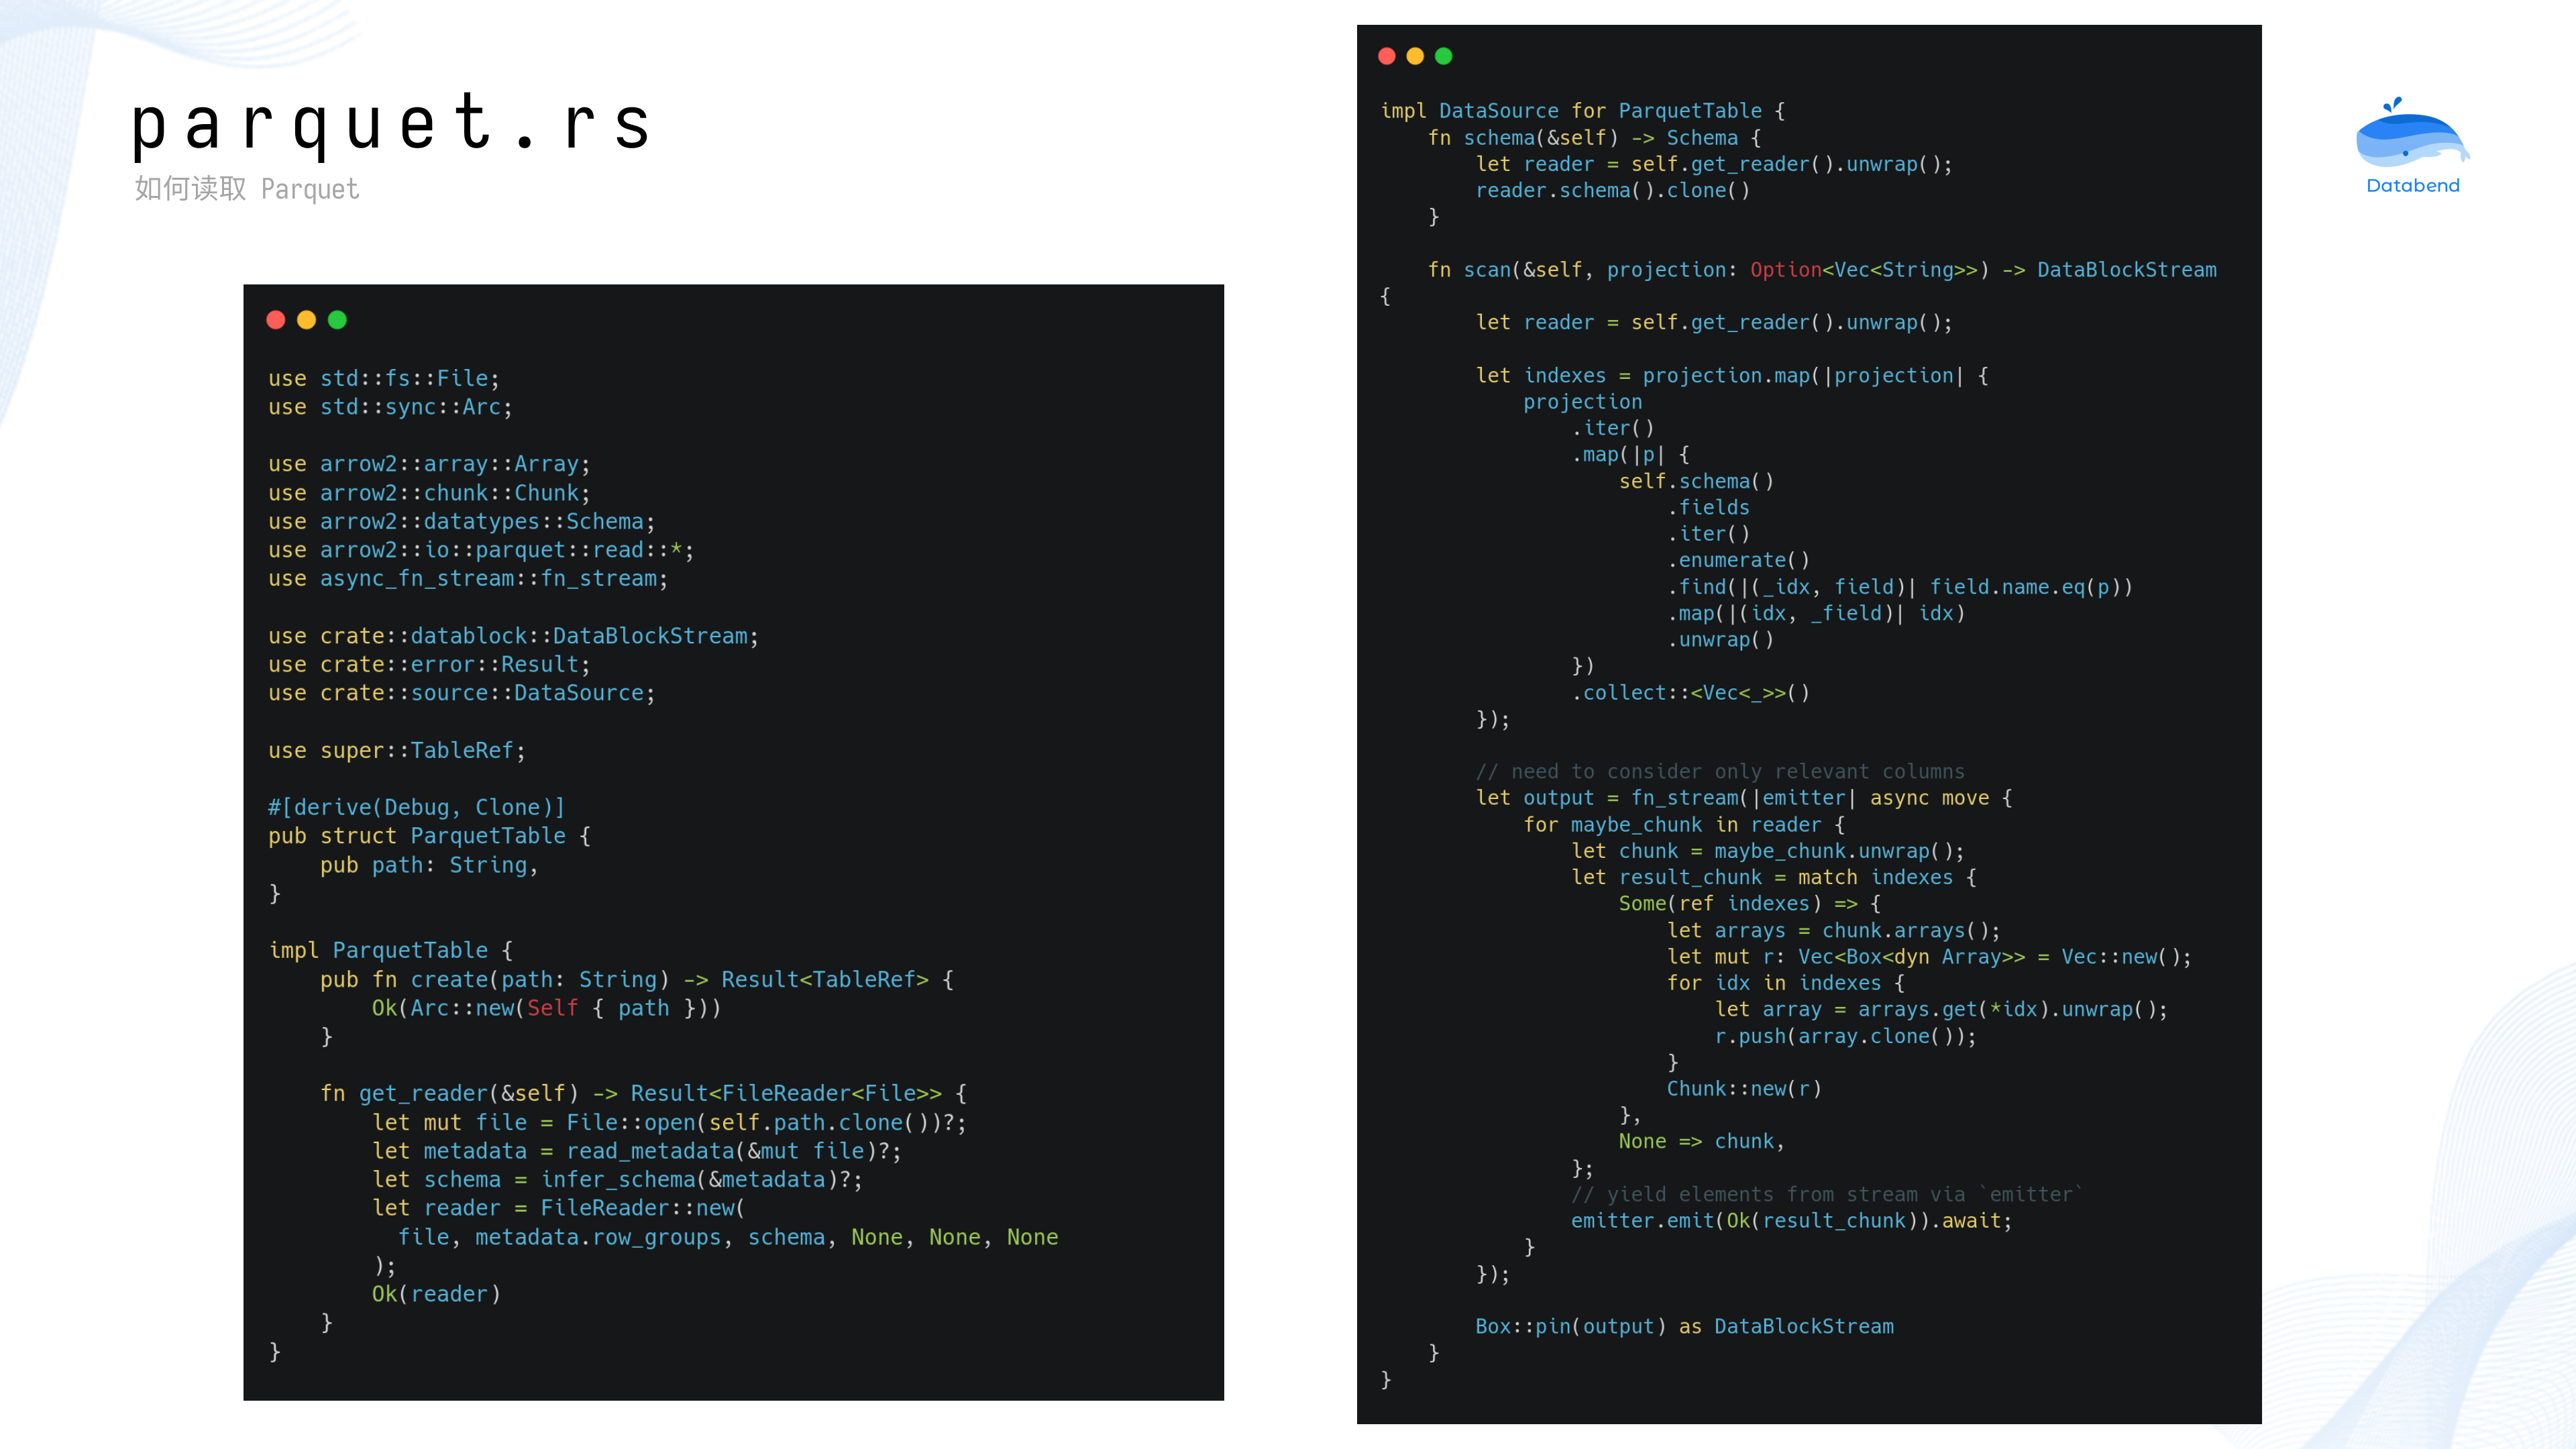 parquet.rs
如何读取 Parquet
use std::fs::File;
use std::sync::Arc;

use arrow2::array::Array;
use arrow2::chunk::Chunk;
use arrow2::datatypes::Schema;
use arrow2::io::parquet::read::*;
use async_fn_stream::fn_stream;

use crate::datablock::DataBlockStream;
use crate::error::Result;
use crate::source::DataSource;

use super::TableRef;

#[derive(Debug, Clone)]
pub struct ParquetTable {
    pub path: String,
}

impl ParquetTable {
    pub fn create(path: String) -> Result<TableRef> {
        Ok(Arc::new(Self { path }))
    }

    fn get_reader(&self) -> Result<FileReader<File>> {
        let mut file = File::open(self.path.clone())?;
        let metadata = read_metadata(&mut file)?;
        let schema = infer_schema(&metadata)?;
        let reader = FileReader::new(
          file, metadata.row_groups, schema, None, None, None
        );
        Ok(reader)
    }
}
impl DataSource for ParquetTable {
    fn schema(&self) -> Schema {
        let reader = self.get_reader().unwrap();
        reader.schema().clone()
    }

    fn scan(&self, projection: Option<Vec<String>>) -> DataBlockStream
{
        let reader = self.get_reader().unwrap();

        let indexes = projection.map(|projection| {
            projection
                .iter()
                .map(|p| {
                    self.schema()
                        .fields
                        .iter()
                        .enumerate()
                        .find(|(_idx, field)| field.name.eq(p))
                        .map(|(idx, _field)| idx)
                        .unwrap()
                })
                .collect::<Vec<_>>()
        });

        // need to consider only relevant columns
        let output = fn_stream(|emitter| async move {
            for maybe_chunk in reader {
                let chunk = maybe_chunk.unwrap();
                let result_chunk = match indexes {
                    Some(ref indexes) => {
                        let arrays = chunk.arrays();
                        let mut r: Vec<Box<dyn Array>> = Vec::new();
                        for idx in indexes {
                            let array = arrays.get(*idx).unwrap();
                            r.push(array.clone());
                        }
                        Chunk::new(r)
                    },
                    None => chunk,
                };
                // yield elements from stream via `emitter`
                emitter.emit(Ok(result_chunk)).await;
            }
        });

        Box::pin(output) as DataBlockStream
    }
}
Databend